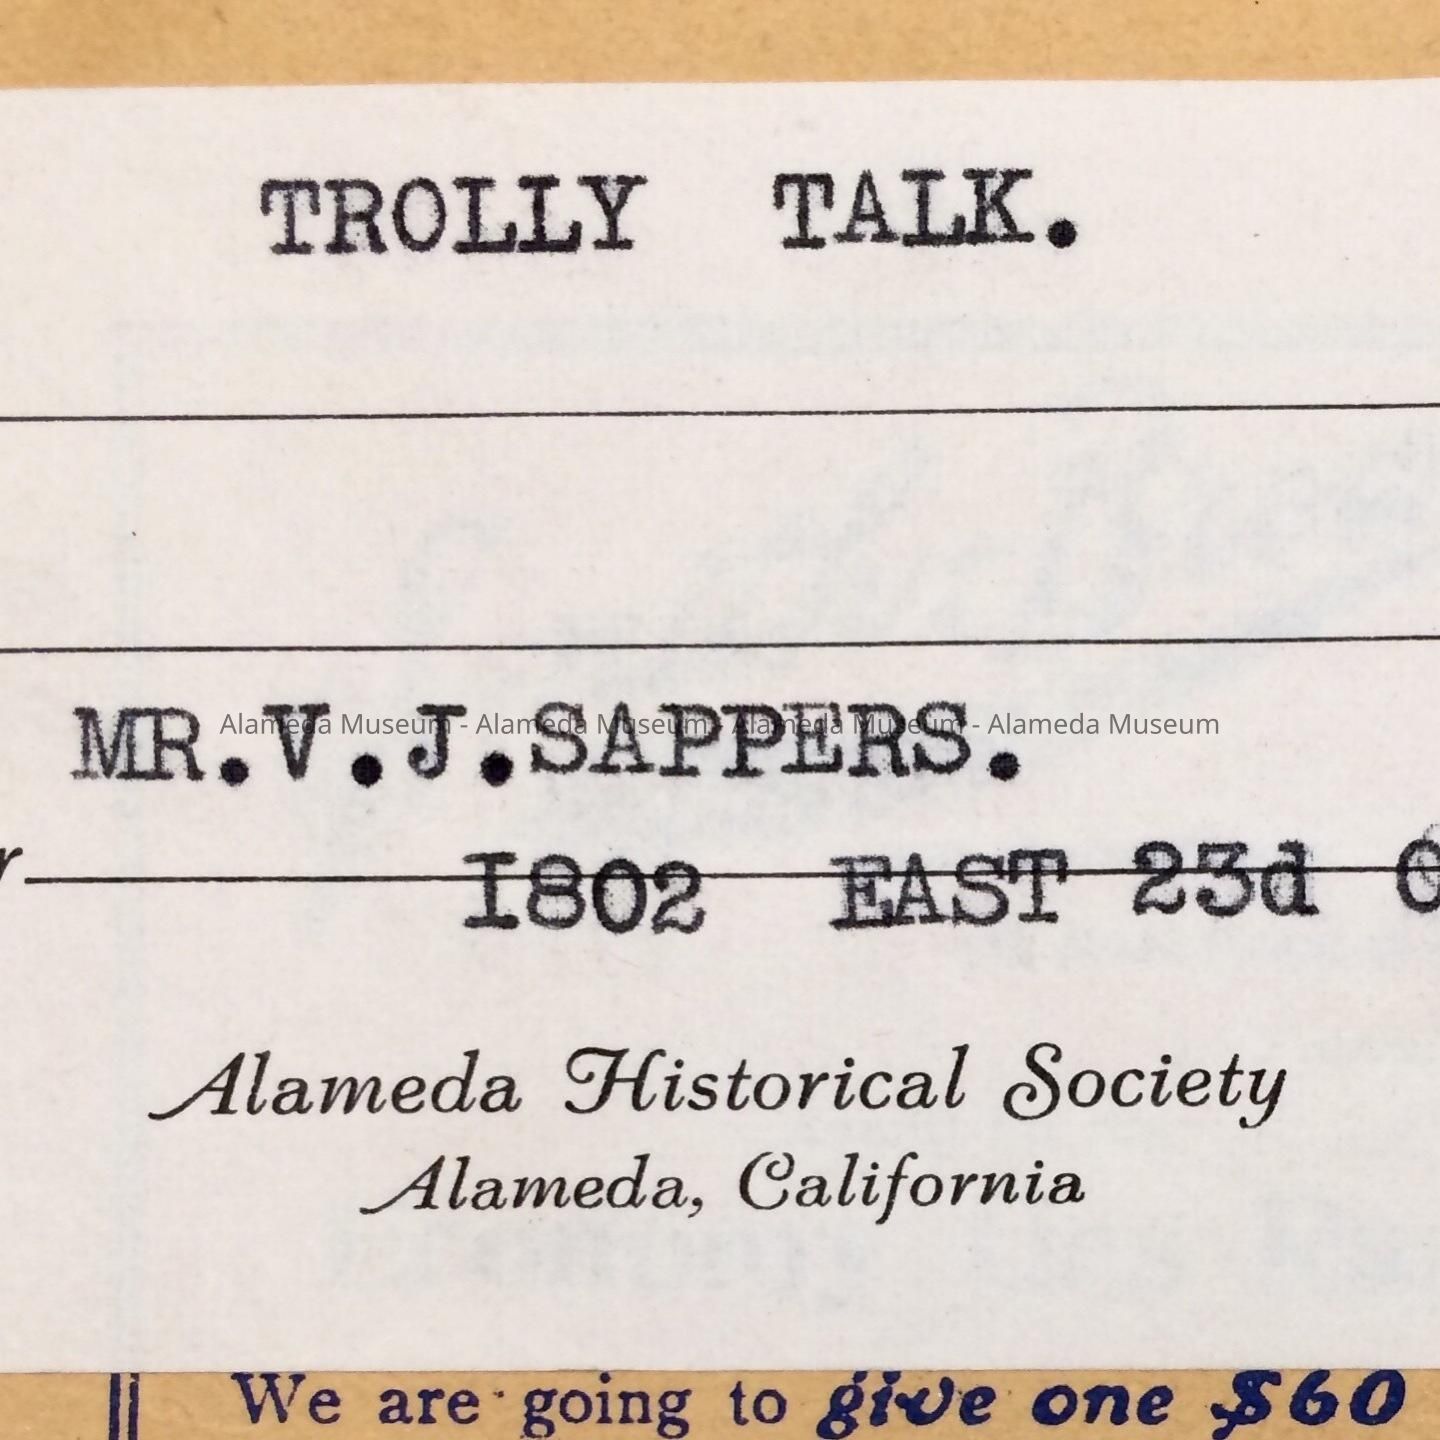 TROLLY TALK.
MR.V.J.SAPPERS.
Alameda Museum - Alameda Museum - Alameda Museum - Alameda Museum
1802 EAST 23d
Alameda Historical Society
Alameda, California
We are going to give one $60